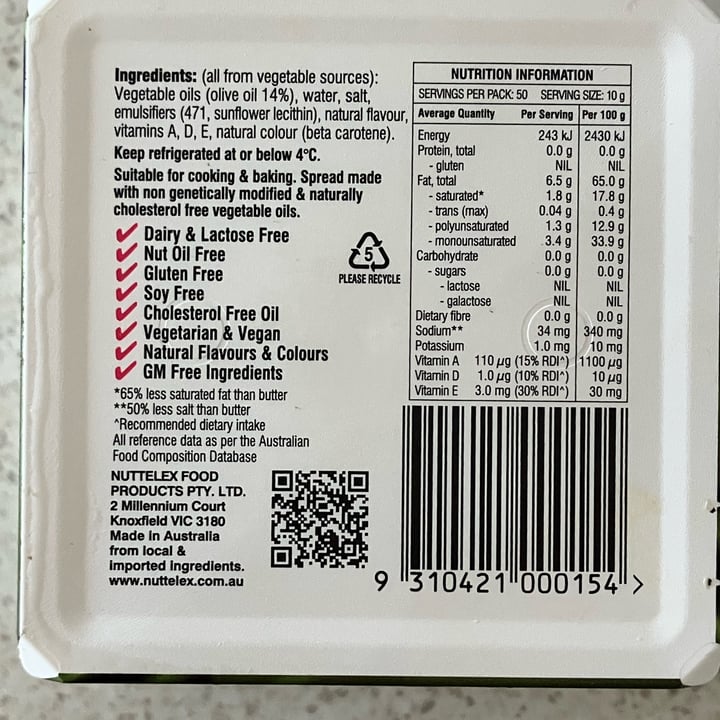 Ingredients: (all from vegetable sources):
Vegetable oils (olive oil 14%), water, salt,
emulsifiers (471, sunflower lecithin), natural flavour,
vitamins A, D, E, natural colour (beta carotene).
Keep refrigerated at or below 4°C.
Suitable for cooking & baking. Spread made
with non genetically modified & naturally
cholesterol free vegetable oils.
Dairy & Lactose Free
Nut Oil Free
Gluten Free
Soy Free
Cholesterol Free Oil
Vegetarian & Vegan
Natural Flavours & Colours
GM Free Ingredients
5
PLEASE RECYCLE
*65% less saturated fat than butter
**50% less salt than butter
^Recommended dietary intake
All reference data as per the Australian
Food Composition Database
NUTTELEX FOOD
PRODUCTS PTY. LTD.
2 Millennium Court
Knoxfield VIC 3180
Made in Australia
from local &
imported ingredients.
www.nuttelex.com.au
NUTRITION INFORMATION
SERVINGS PER PACK: 50 SERVING SIZE: 10 g
Average Quantity Per Serving Per 100 g
Energy 243 kJ 2430 kJ
Protein, total 0.0 g 0.0 g
- gluten NIL NIL
Fat, total 6.5 g 65.0 g
- saturated* 1.8 g 17.8 g
- trans (max) 0.04 g 0.4 g
- polyunsaturated 1.3 g 12.9 g
- monounsaturated 3.4 g 33.9 g
Carbohydrate 0.0 g 0.0 g
- sugars 0.0 g 0.0 g
- lactose NIL NIL
- galactose NIL NIL
Dietary fibre 0.0 g 0.0 g
Sodium** 34 mg 340 mg
Potassium 1.0 mg 10 mg
Vitamin A 110 µg (15% RDI^) 1100 µg
Vitamin D 1.0 µg (10% RDI^) 10 µg
Vitamin E 3.0 mg (30% RDI^) 30 mg
9 310421 000154 >